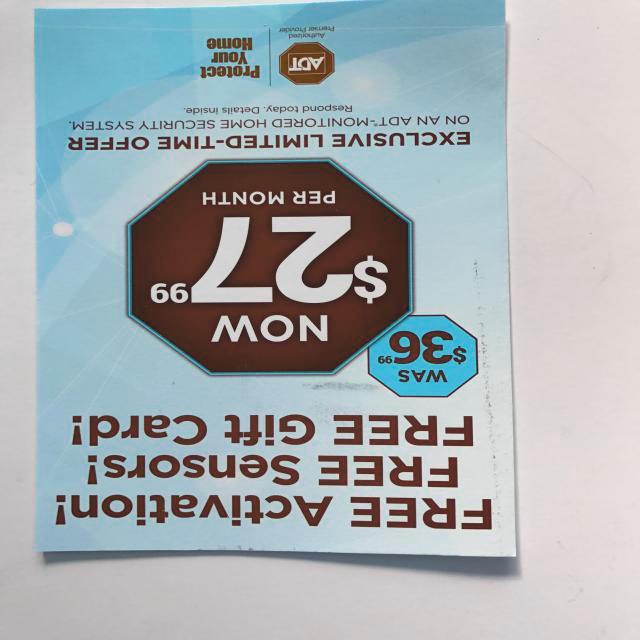 FREE Activation!
FREE Sensors!
FREE Gift Card!
WAS
$36 99
NOW
$27 99
PER MONTH
EXCLUSIVE LIMITED-TIME OFFER
ON AN ADT®-MONITORED HOME SECURITY SYSTEM.
Respond today. Details inside.
ADT
Authorized
Premier Provider
Protect
Your
Home